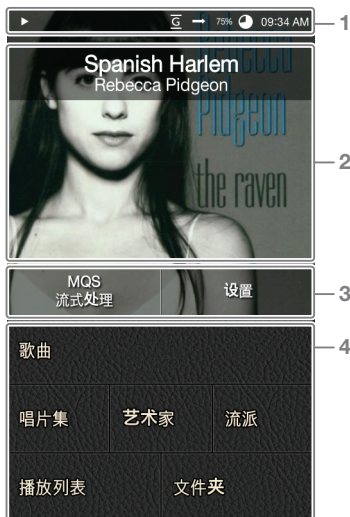 G 75% 09:34 AM
1
Spanish Harlem
Rebecca Pidgeon
Rebecca
Pidgeon
the raven
2
MQS
流式处理
设置
3
歌曲
4
唱片集 艺术家 流派
播放列表 文件夹